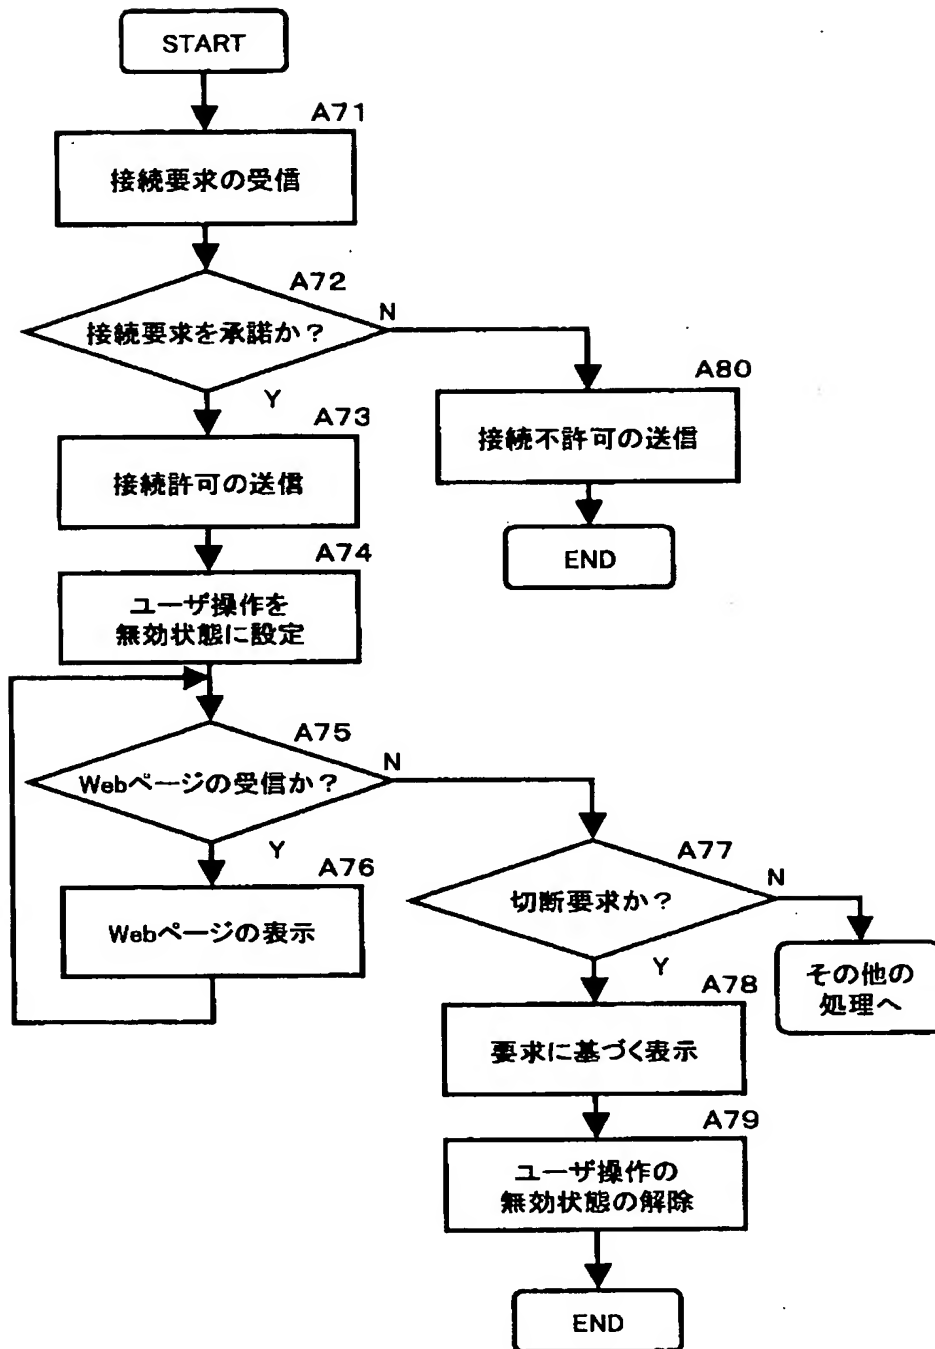 START
A71
接続要求の受信
A72
接続要求を承諾か？
N
Y
A80
接続不許可の送信
END
A73
接続許可の送信
A74
ユーザ操作を
無効状態に設定
A75
Webページの受信か？
N
Y
A76
Webページの表示
A77
切断要求か？
N
Y
その他の
処理へ
A78
要求に基づく表示
A79
ユーザ操作の
無効状態の解除
END